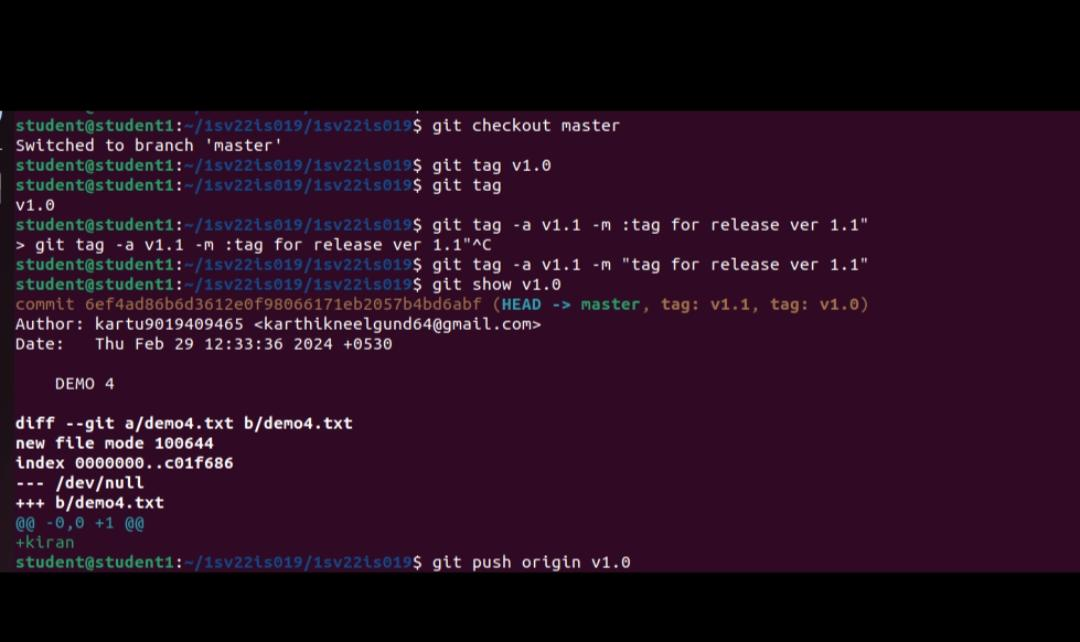 student@student1:~/1sv22is019/1sv22is019$ git checkout master
Switched to branch 'master'
student@student1:~/1sv22is019/1sv22is019$ git tag v1.0
student@student1:~/1sv22is019/1sv22is019$ git tag
v1.0
student@student1:~/1sv22is019/1sv22is019$ git tag -a v1.1 -m :tag for release ver 1.1"
> git tag -a v1.1 -m :tag for release ver 1.1"^C
student@student1:~/1sv22is019/1sv22is019$ git tag -a v1.1 -m "tag for release ver 1.1"
student@student1:~/1sv22is019/1sv22is019$ git show v1.0
commit 6ef4ad86b6d3612e0f98066171eb2057b4bd6abf (HEAD -> master, tag: v1.1, tag: v1.0)
Author: kartu9019409465 <karthikneelgund64@gmail.com>
Date:   Thu Feb 29 12:33:36 2024 +0530
DEMO 4
diff --git a/demo4.txt b/demo4.txt
new file mode 100644
index 0000000..c01f686
--- /dev/null
+++ b/demo4.txt
@@ -0,0 +1 @@
+kiran
student@student1:~/1sv22is019/1sv22is019$ git push origin v1.0